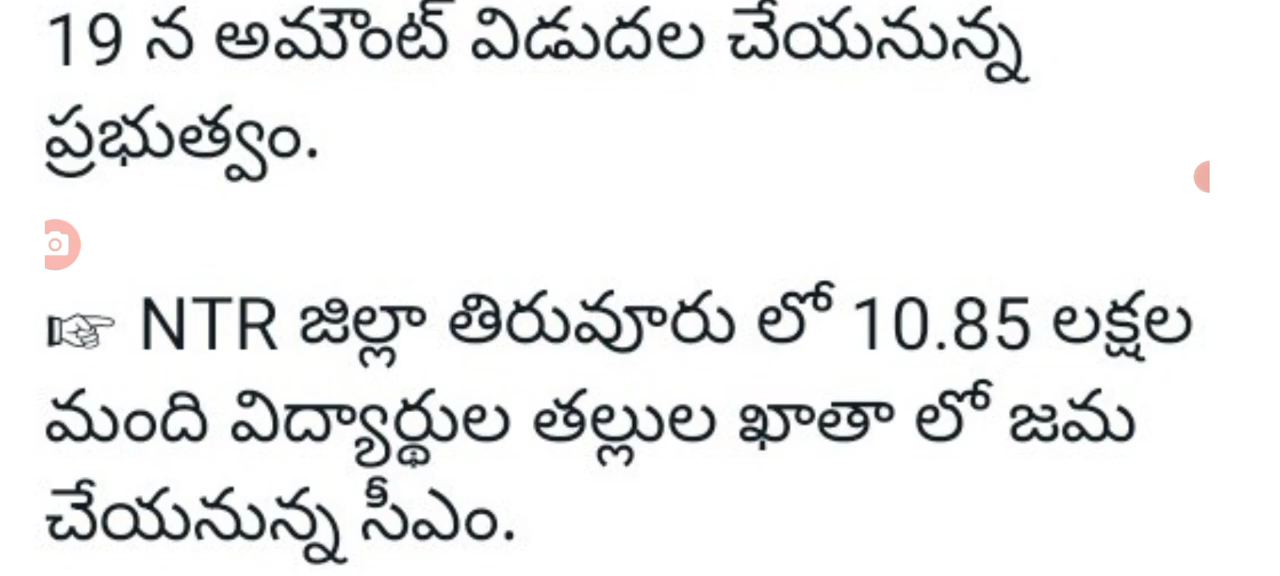 19 న అమౌంట్ విడుదల చేయనున్న
ప్రభుత్వం.
☞ NTR జిల్లా తిరువూరు లో 10.85 లక్షల
మంది విద్యార్థుల తల్లుల ఖాతా లో జమ
చేయనున్న సీఎం.